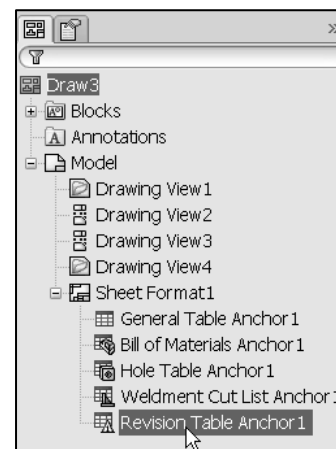 Draw3
Blocks
Annotations
Model
Drawing View1
Drawing View2
Drawing View3
Drawing View4
Sheet Format1
General Table Anchor1
Bill of Materials Anchor1
Hole Table Anchor1
Weldment Cut List Anchor1
Revision Table Anchor1